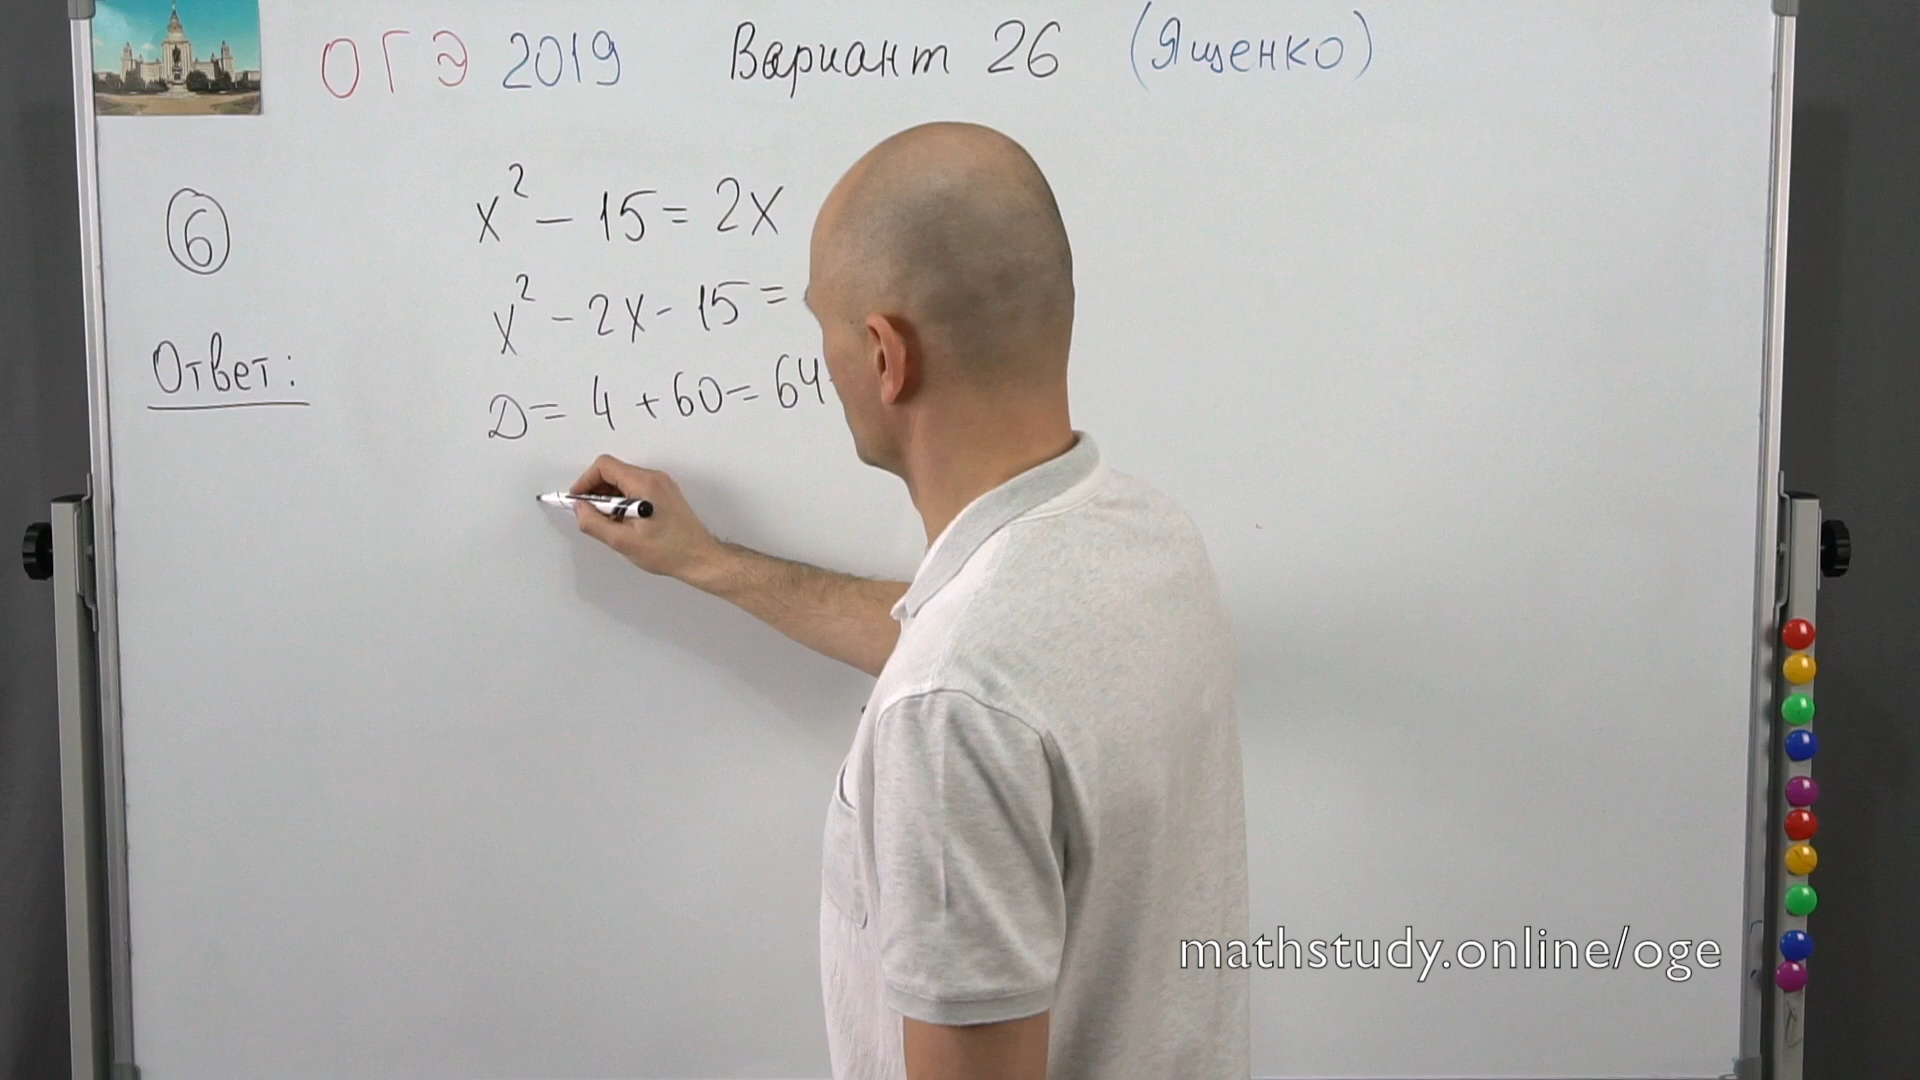 ОГЭ 2019 Вариант 26 (Ященко)
6
x² - 15 = 2x
x² - 2x - 15 =
Ответ:
D = 4 + 60 = 64
mathstudy.online/oge